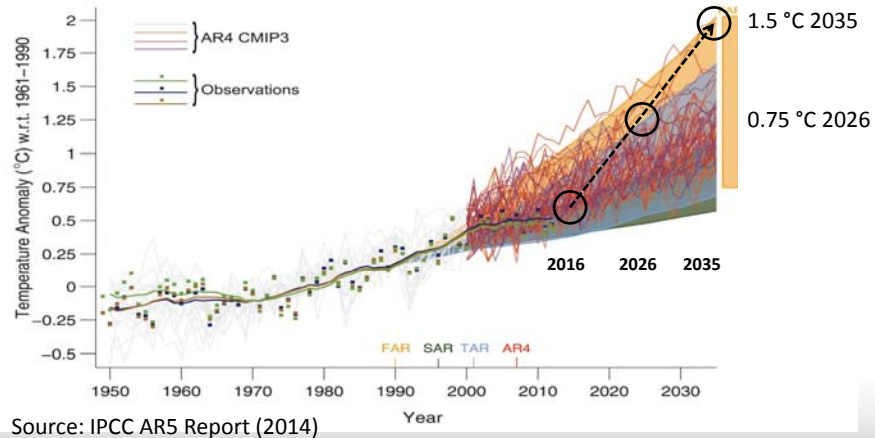 2
1.75
1.5
1.25
1
0.75
0.5
0.25
0
−0.25
−0.5
Temperature Anomaly (°C) w.r.t. 1961–1990
AR4 CMIP3
Observations
1.5 °C 2035
0.75 °C 2026
2016 2026 2035
FAR SAR TAR AR4
1950 1960 1970 1980 1990 2000 2010 2020 2030
Year
Source: IPCC AR5 Report (2014)